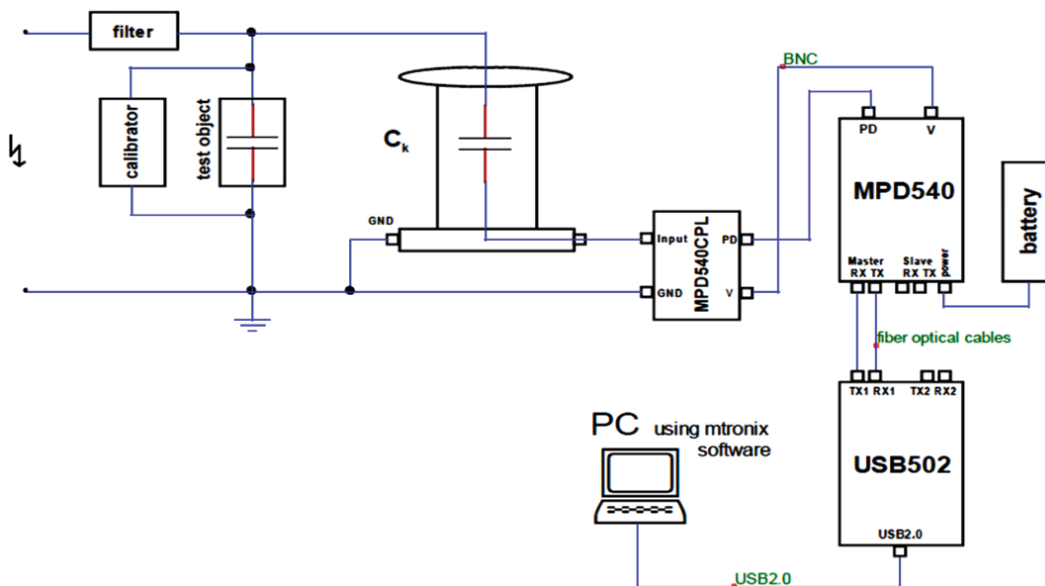 filter
calibrator
test object
C k
GND
Input
PD
GND
V
MPD540CPL
BNC
PD
V
MPD540
battery
Master
Slave
power
RX TX
RX TX
fiber optical cables
TX1 RX1
TX2 RX2
USB502
USB2.0
PC using mtronix
software
USB2.0